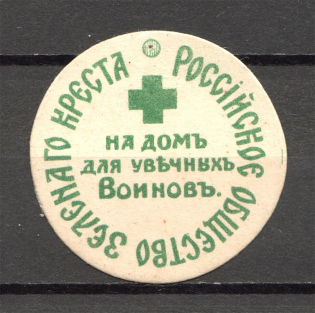 РОССІЙСКОЕ ОБЩЕСТВО ЗЕЛЕНАГО КРЕСТА
НА ДОМЪ
ДЛЯ УВѢЧНЫХЪ
ВОИНОВЪ.